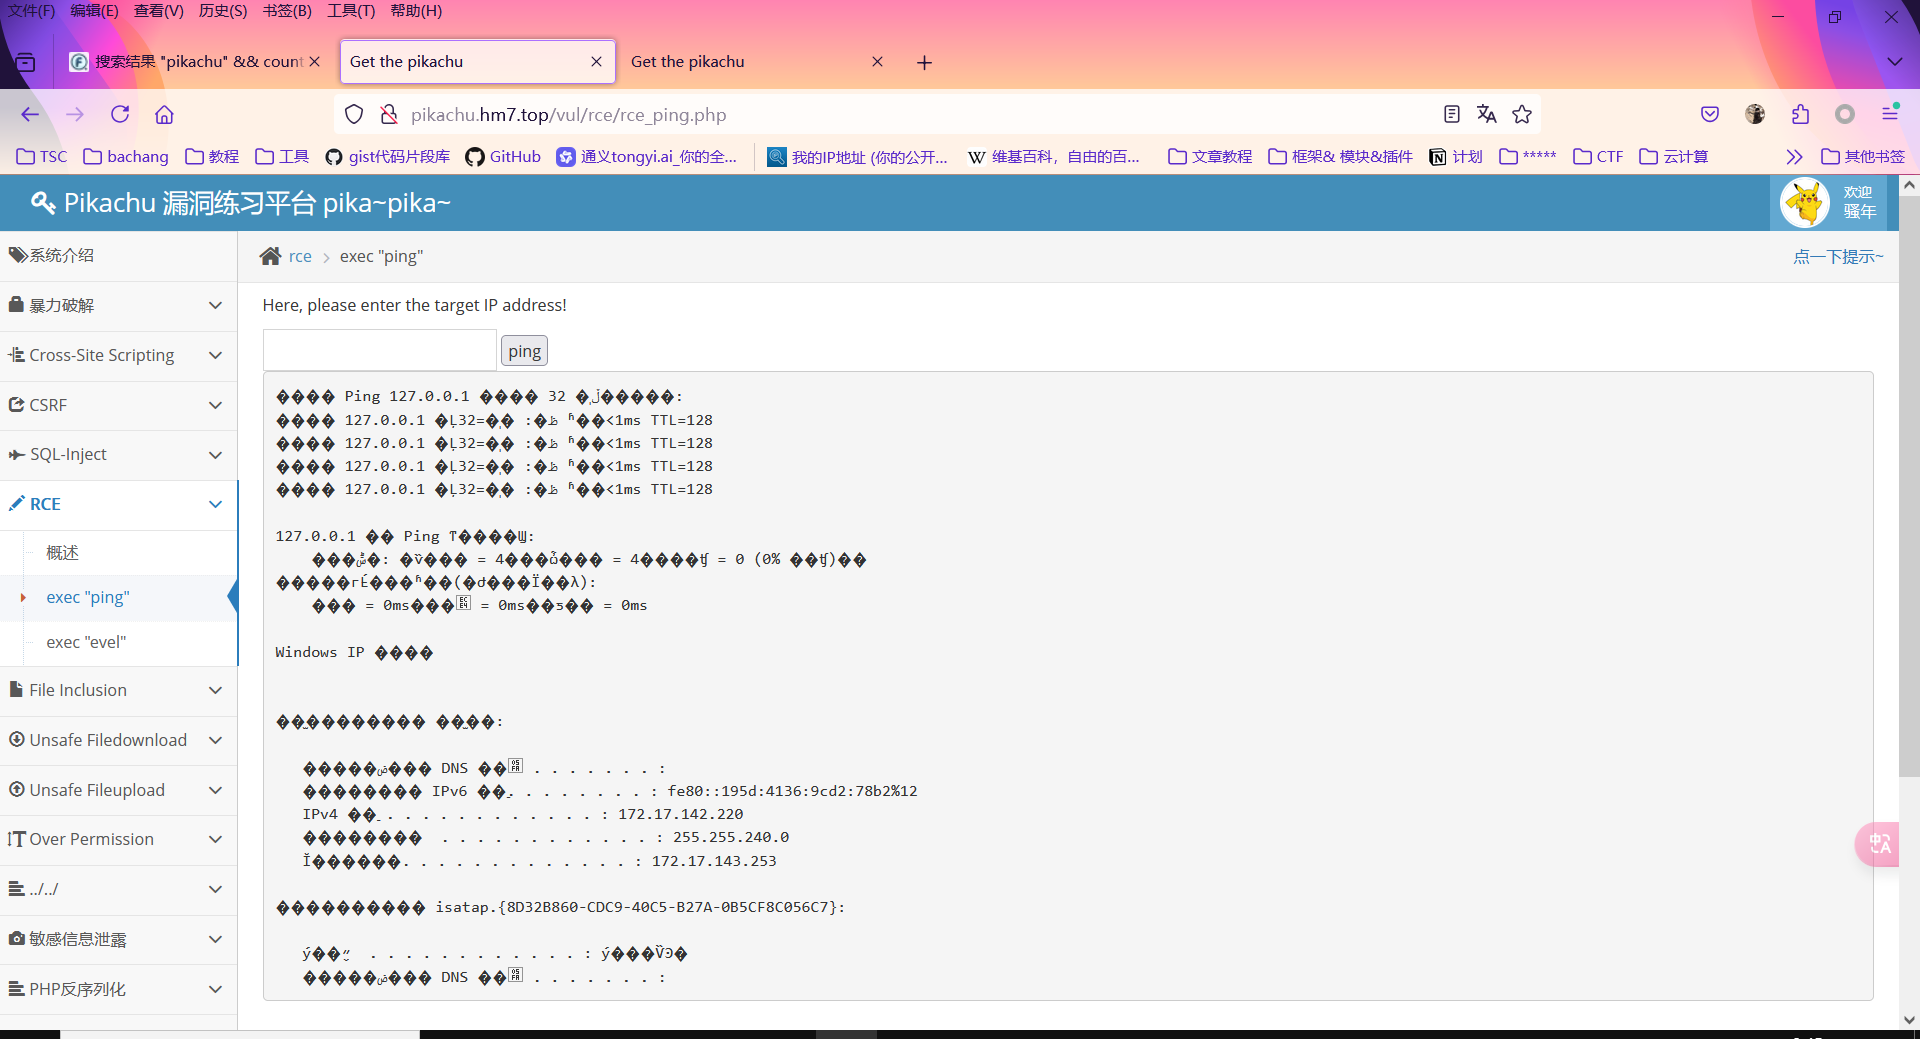 文件(F) 编辑(E) 查看(V) 历史(S) 书签(B) 工具(T) 帮助(H)
搜索结果 "pikachu" && count
Get the pikachu
Get the pikachu
pikachu.hm7.top/vul/rce/rce_ping.php
TSC bachang 教程 工具 gist代码片段库 GitHub 通义tongyi.ai_你的全... 我的IP地址 (你的公开... 维基百科，自由的百... 文章教程 框架& 模块&插件 计划 ***** CTF 云计算 其他书签
Pikachu 漏洞练习平台 pika~pika~
欢迎
骚年
系统介绍
暴力破解
Cross-Site Scripting
CSRF
SQL-Inject
RCE
概述
exec "ping"
exec "evel"
File Inclusion
Unsafe Filedownload
Unsafe Fileupload
Over Permission
../../
敏感信息泄露
PHP反序列化
rce > exec "ping"
点一下提示~
Here, please enter the target IP address!
ping
���� Ping 127.0.0.1 ���� 32 �����:
���� 127.0.0.1 32= <1ms TTL=128
���� 127.0.0.1 32= <1ms TTL=128
���� 127.0.0.1 32= <1ms TTL=128
���� 127.0.0.1 32= <1ms TTL=128
127.0.0.1 �� Ping
= 4 = 4 = 0 (0%
= 0ms = 0ms = 0ms
Windows IP ����
DNS . . . . . . . :
�������� IPv6 . . . . . . . . : fe80::195d:4136:9cd2:78b2%12
IPv4 . . . . . . . . . . . . : 172.17.142.220
�������� . . . . . . . . . . . . : 255.255.240.0
. . . . . . . . . . . . . : 172.17.143.253
isatap.{8D32B860-CDC9-40C5-B27A-0B5CF8C056C7}:
. . . . . . . . . . . . :
DNS . . . . . . . :